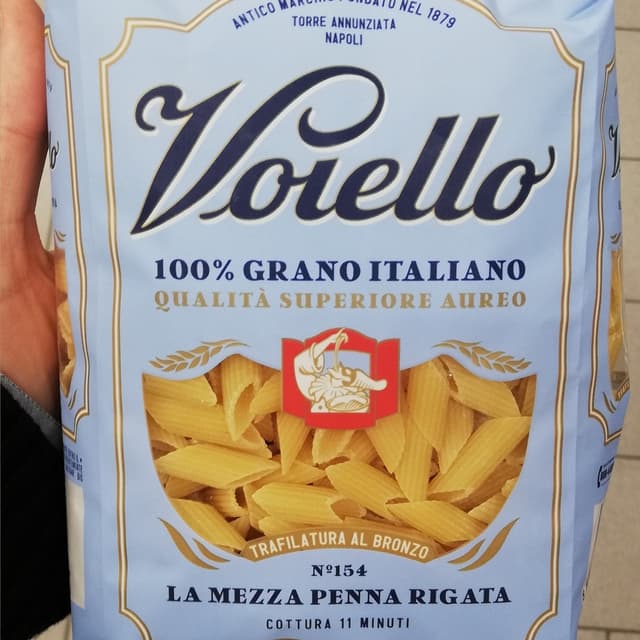 ANTICO MARCHIO FONDATO NEL 1879
TORRE ANNUNZIATA
NAPOLI
Voiello
100% GRANO ITALIANO
QUALITÀ SUPERIORE AUREO
TRAFILATURA AL BRONZO
Nº154
LA MEZZA PENNA RIGATA
COTTURA 11 MINUTI